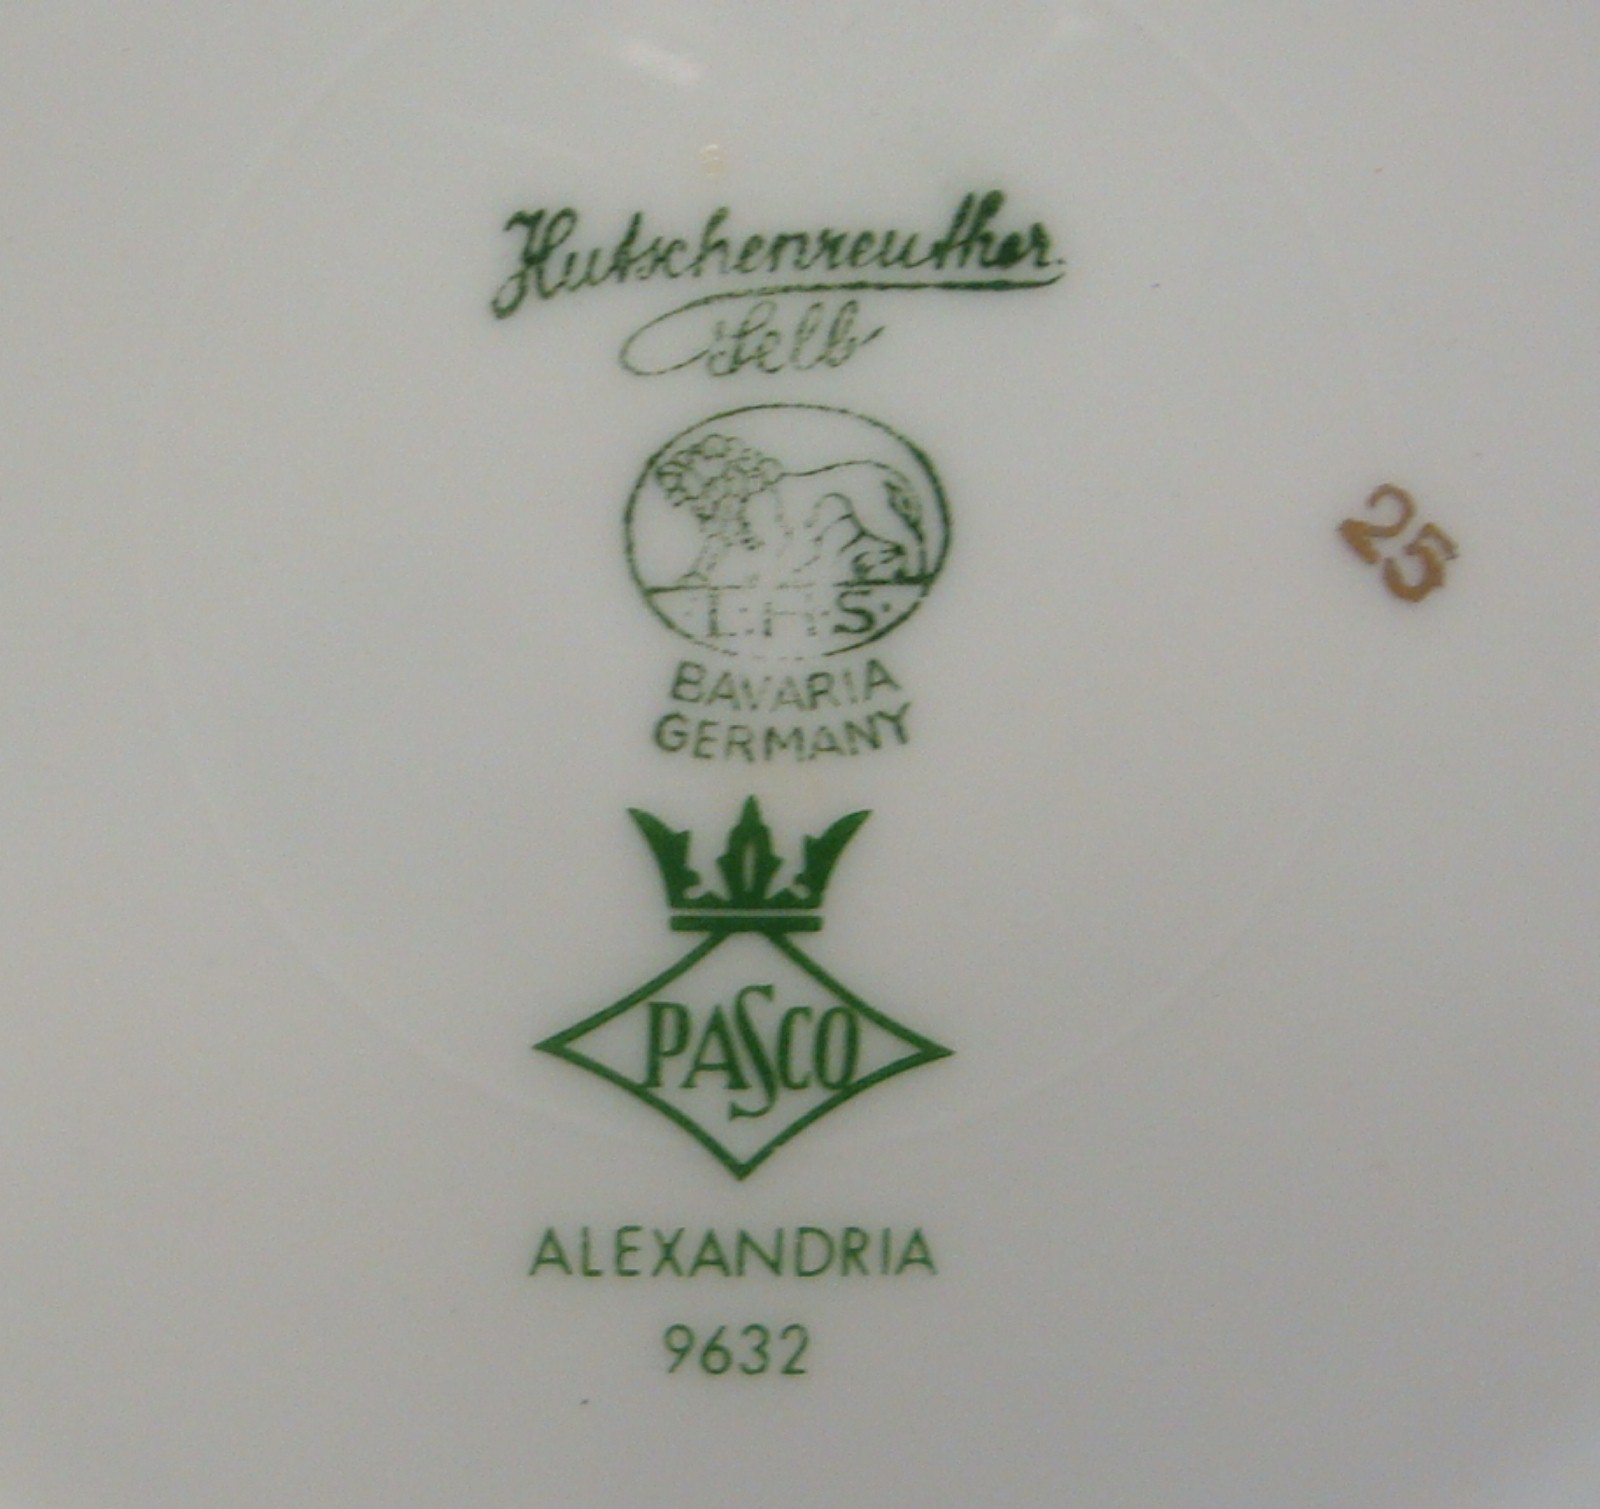 Hutschenreuther
Selb
L.H.S.
BAVARIA
GERMANY
25
PASCO
ALEXANDRIA
9632